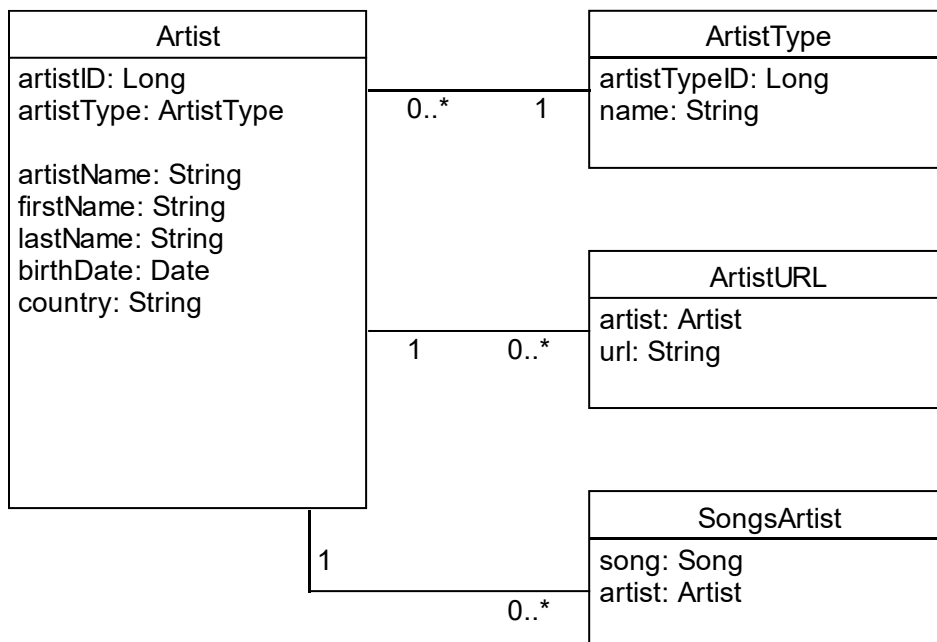 Artist
artistID: Long
artistType: ArtistType
artistName: String
firstName: String
lastName: String
birthDate: Date
country: String
0..*
1
ArtistType
artistTypeID: Long
name: String
1
0..*
ArtistURL
artist: Artist
url: String
1
0..*
SongsArtist
song: Song
artist: Artist